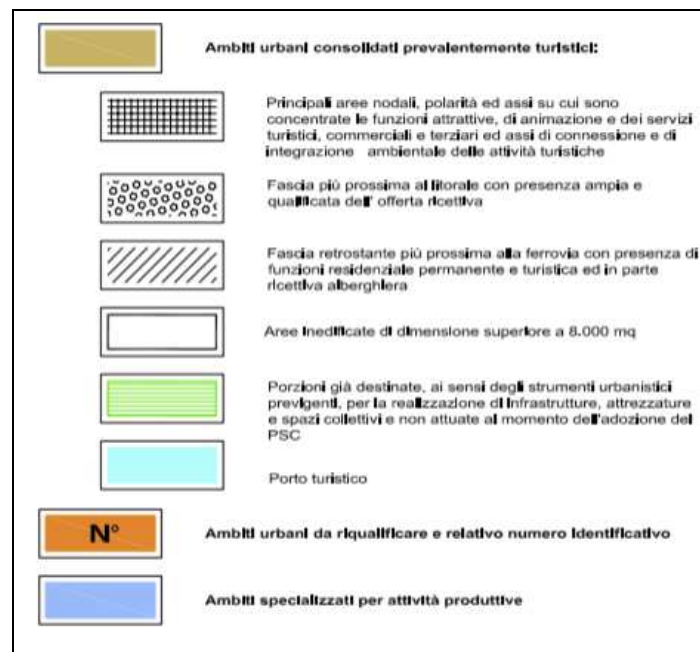 Ambiti urbani consolidati prevalentemente turistici:
Principali aree nodali, polarità ed assi su cui sono
concentrate le funzioni attrattive, di animazione e dei servizi
turistici, commerciali e terziari ed assi di connessione e di
integrazione ambientale delle attività turistiche
Fascia più prossima al litorale con presenza ampia e
qualificata dell' offerta ricettiva
Fascia retrostante più prossima alla ferrovia con presenza di
funzioni residenziale permanente e turistica ed in parte
ricettiva alberghiera
Aree inedificate di dimensione superiore a 8.000 mq
Porzioni già destinate, ai sensi degli strumenti urbanistici
previgenti, per la realizzazione di infrastrutture, attrezzature
e spazi collettivi e non attuate al momento dell'adozione del
PSC
Porto turistico
N° Ambiti urbani da riqualificare e relativo numero identificativo
Ambiti specializzati per attività produttive